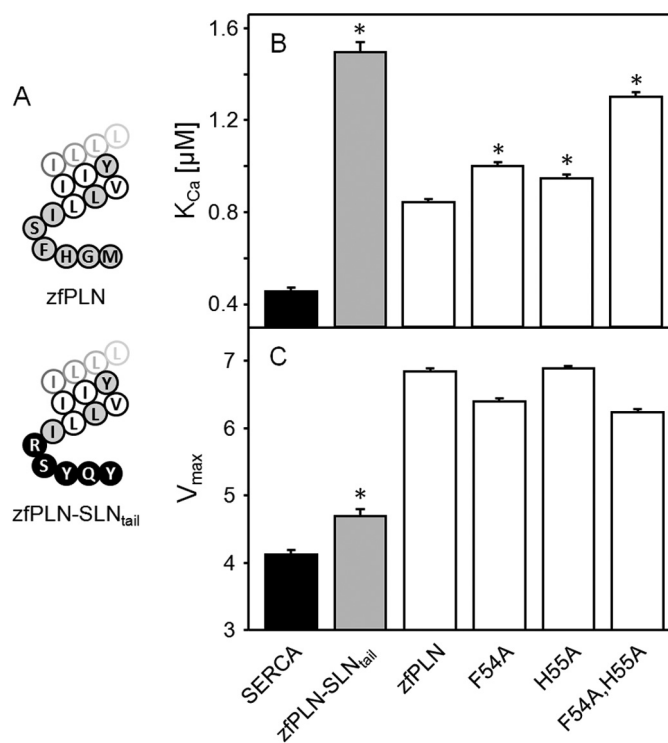 A
I L L L
I I Y
S I L L V
F H G M
zfPLN
I L L L
I I Y
R I L L V
S Y Q Y
zfPLN-SLNtail
B
KCa [µM]
1.6
1.2
0.8
0.4
*
*
*
*
C
Vmax
7
6
5
4
3
*
SERCA
zfPLN-SLNtail
zfPLN
F54A
H55A
F54A,H55A